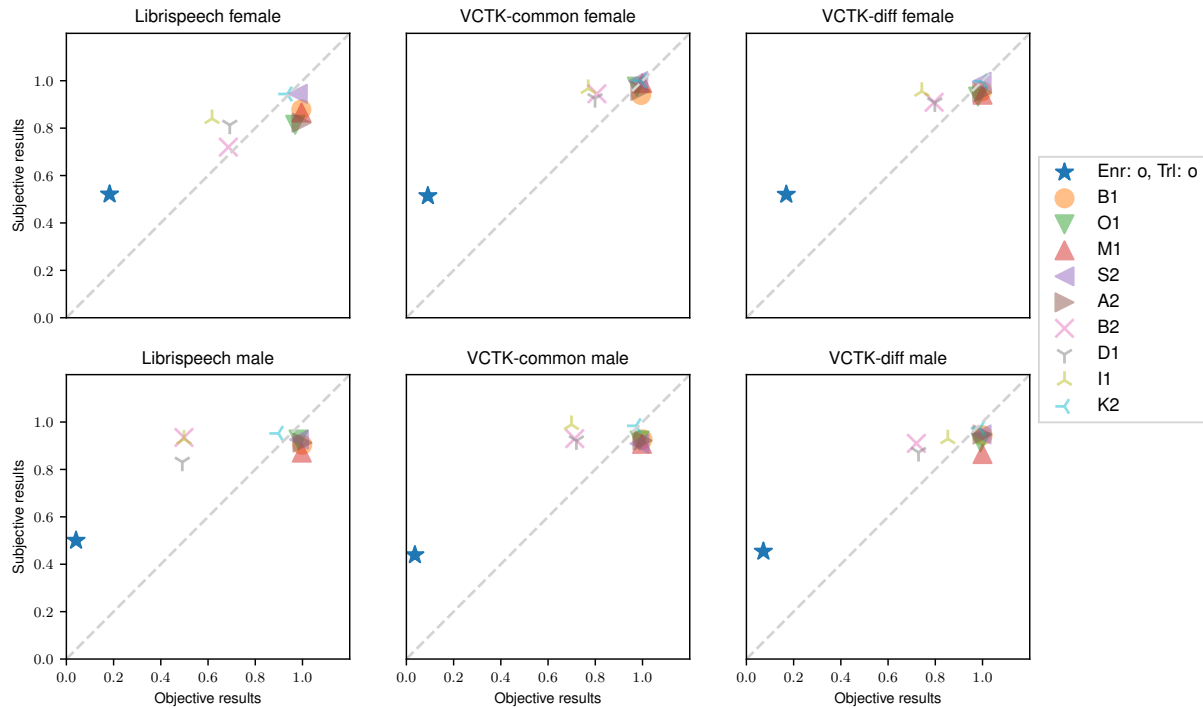 Librispeech female
VCTK-common female
VCTK-diff female
Subjective results
1.0
0.8
0.6
0.4
0.2
0.0
Enr: o, Trl: o
B1
O1
M1
S2
A2
B2
D1
I1
K2
Librispeech male
VCTK-common male
VCTK-diff male
Subjective results
1.0
0.8
0.6
0.4
0.2
0.0
0.0 0.2 0.4 0.6 0.8 1.0
0.0 0.2 0.4 0.6 0.8 1.0
0.0 0.2 0.4 0.6 0.8 1.0
Objective results
Objective results
Objective results